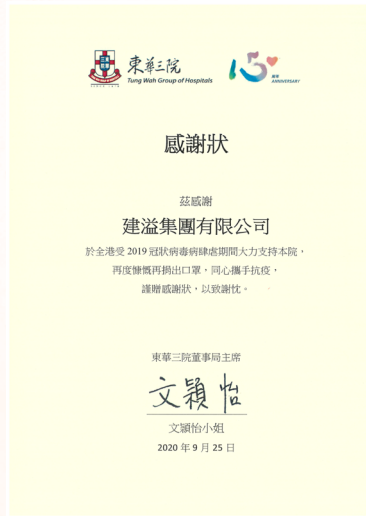 東華三院
Tung Wah Group of Hospitals
150
ANNIVERSARY
感謝狀
茲感謝
建溢集團有限公司
於全港受 2019 冠狀病毒病肆虐期間大力支持本院，
再度慷慨再捐出口罩，同心攜手抗疫，
謹贈感謝狀，以致謝忱。
東華三院董事局主席
文穎怡
文頴怡小姐
2020 年 9 月 25 日